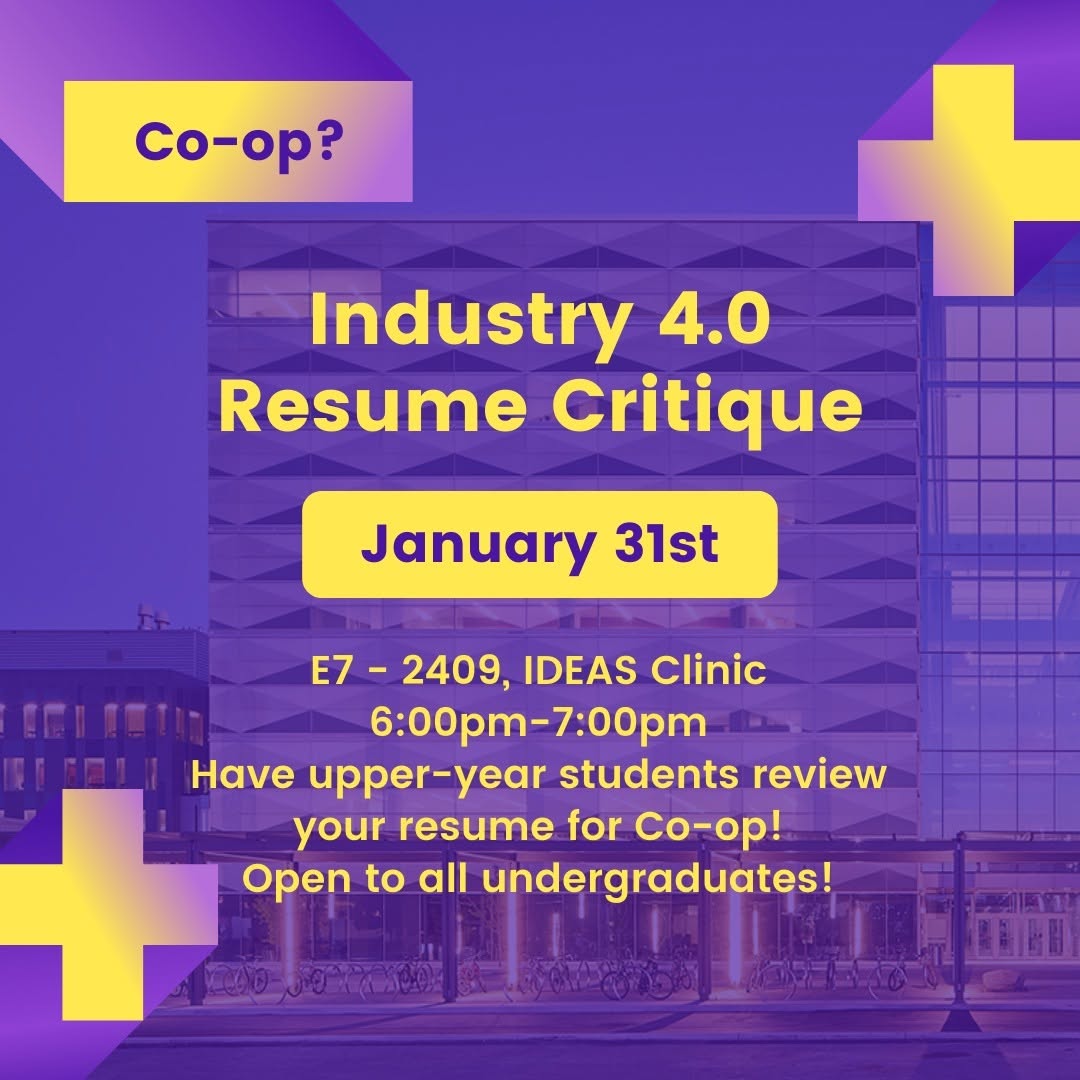 Co-op?
Industry 4.0
Resume Critique
January 31st
E7 - 2409, IDEAS Clinic
6:00pm-7:00pm
Have upper-year students review
your resume for Co-op!
Open to all undergraduates!